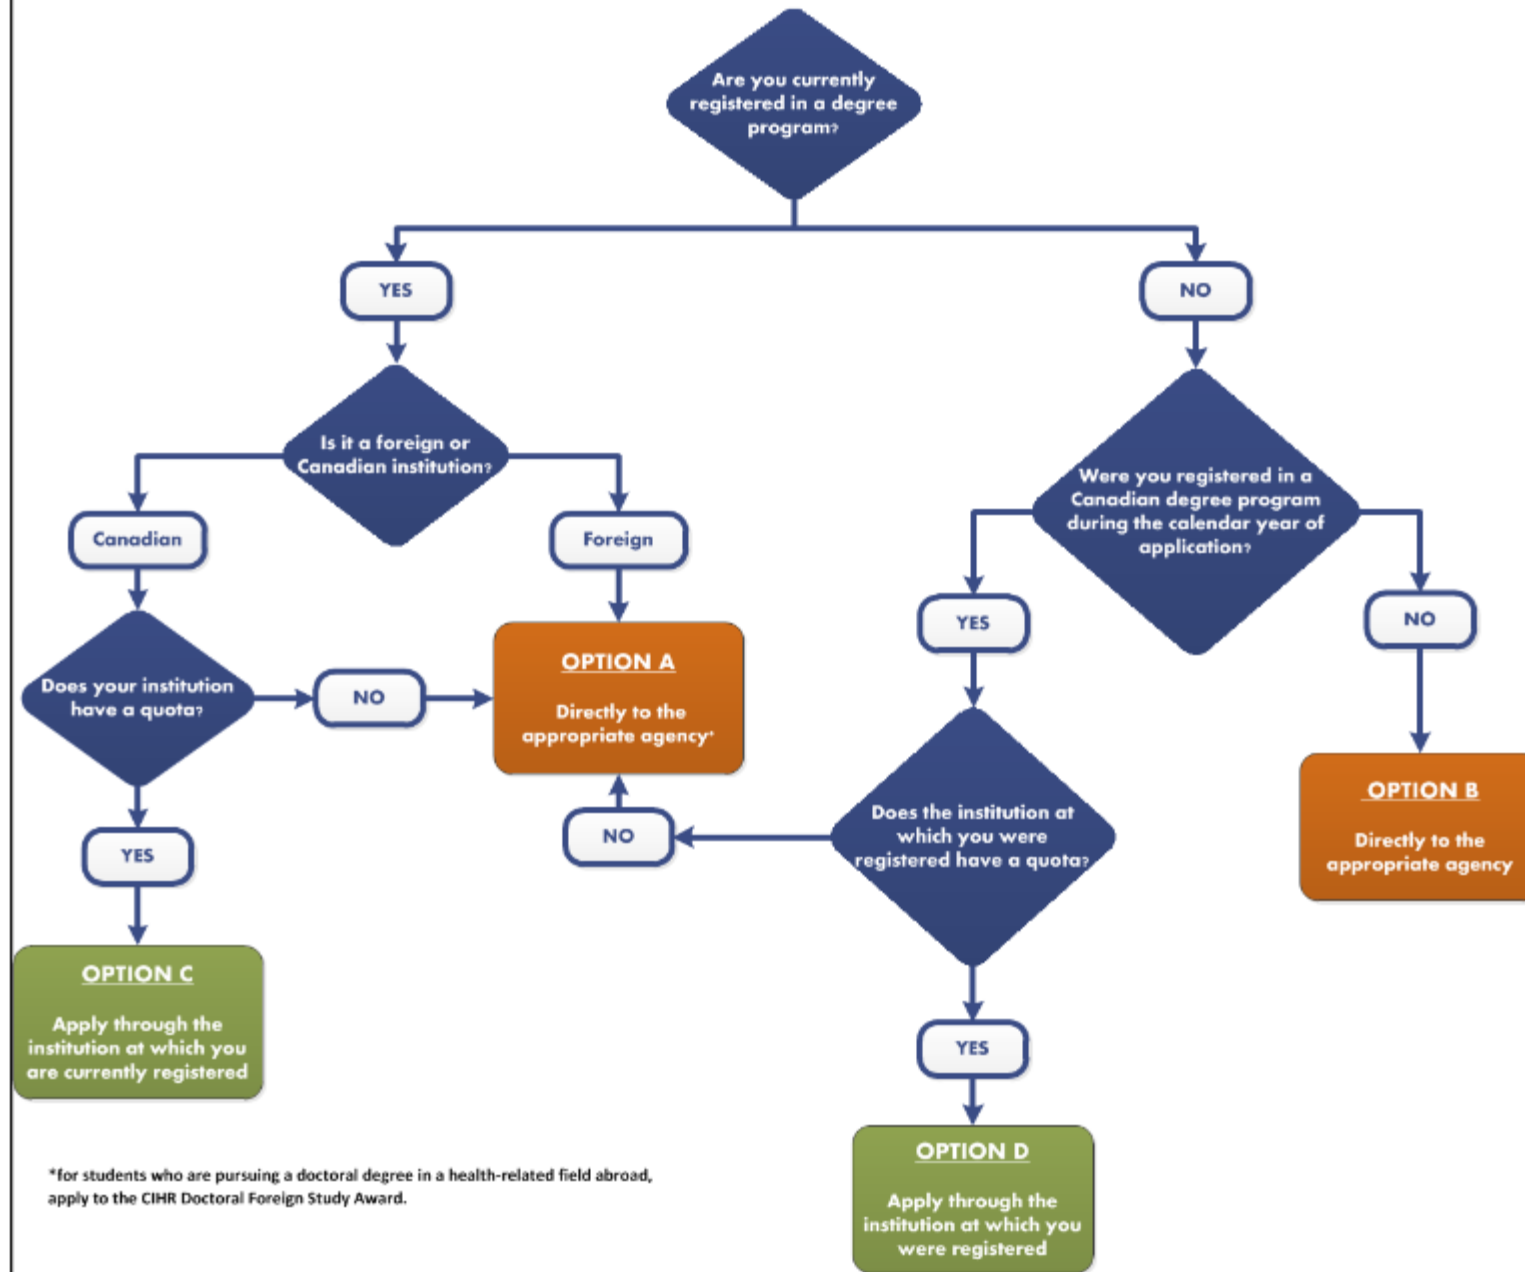 Are you currently
registered in a degree
program?
YES
NO
Is it a foreign or
Canadian institution?
Were you registered in a
Canadian degree program
during the calendar year of
application?
Canadian
Foreign
YES
NO
Does your institution
have a quota?
NO
OPTION A
Directly to the
appropriate agency*
Does the institution at
which you were
registered have a quota?
NO
OPTION B
Directly to the
appropriate agency
YES
OPTION C
Apply through the
institution at which you
are currently registered
YES
OPTION D
Apply through the
institution at which you
were registered
*for students who are pursuing a doctoral degree in a health-related field abroad,
apply to the CIHR Doctoral Foreign Study Award.